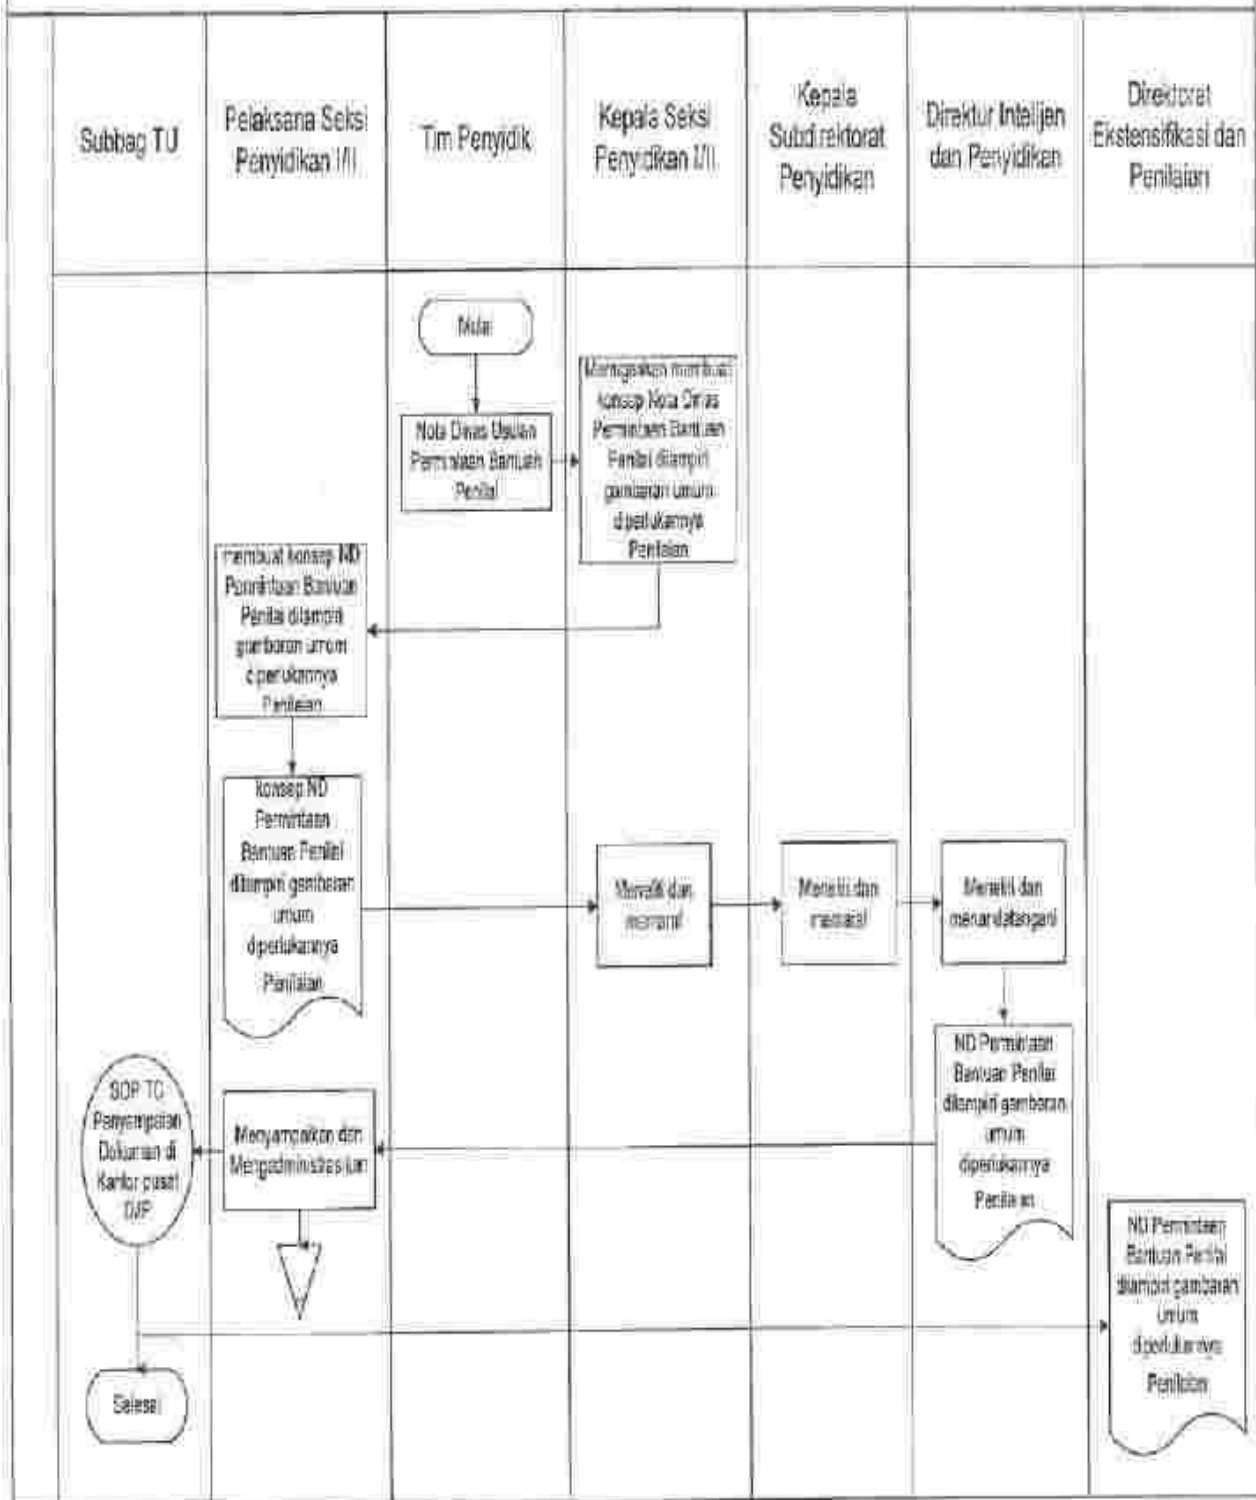 Subbag TU
Pelaksana Seksi
Penyidikan I/II
Tim Penyidik
Kepala Seksi
Penyidikan I/II
Kepala
Subdirektorat
Penyidikan
Direktur Intelijen
dan Penyidikan
Direktorat
Ekstensifikasi dan
Penilaian
Mulai
Nota Dinas Usulan
Permintaan Bantuan
Penilai
Menugaskan membuat
konsep Nota Dinas
Permintaan Bantuan
Penilai dilampiri
gambaran umum
diperlukannya
Penilaian
membuat konsep ND
Permintaan Bantuan
Penilai dilampiri
gambaran umum
diperlukannya
Penilaian
konsep ND
Permintaan
Bantuan Penilai
dilampiri gambaran
umum
diperlukannya
Penilaian
Meneliti dan
memaraf
Meneliti dan
memaraf
Meneliti dan
menandatangani
ND Permintaan
Bantuan Penilai
dilampiri gambaran
umum
diperlukannya
Penilaian
Menyampaikan dan
Mengadministrasikan
SOP TC
Penyampaian
Dokumen di
Kantor pusat
DJP
ND Permintaan
Bantuan Penilai
dilampiri gambaran
umum
diperlukannya
Penilaian
Selesai